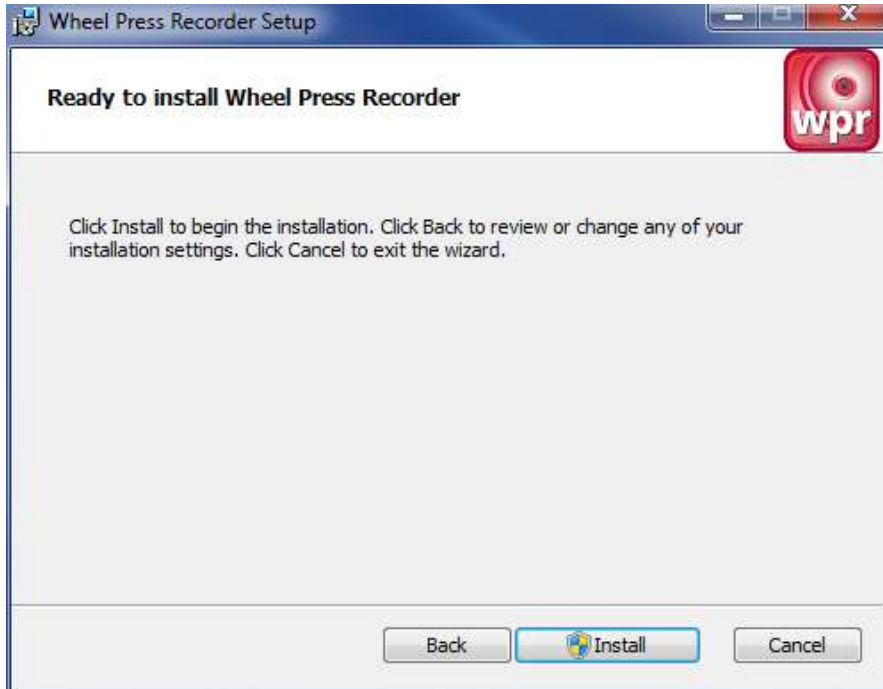 Wheel Press Recorder Setup
Ready to install Wheel Press Recorder
wpr
Click Install to begin the installation. Click Back to review or change any of your
installation settings. Click Cancel to exit the wizard.
Back Install Cancel